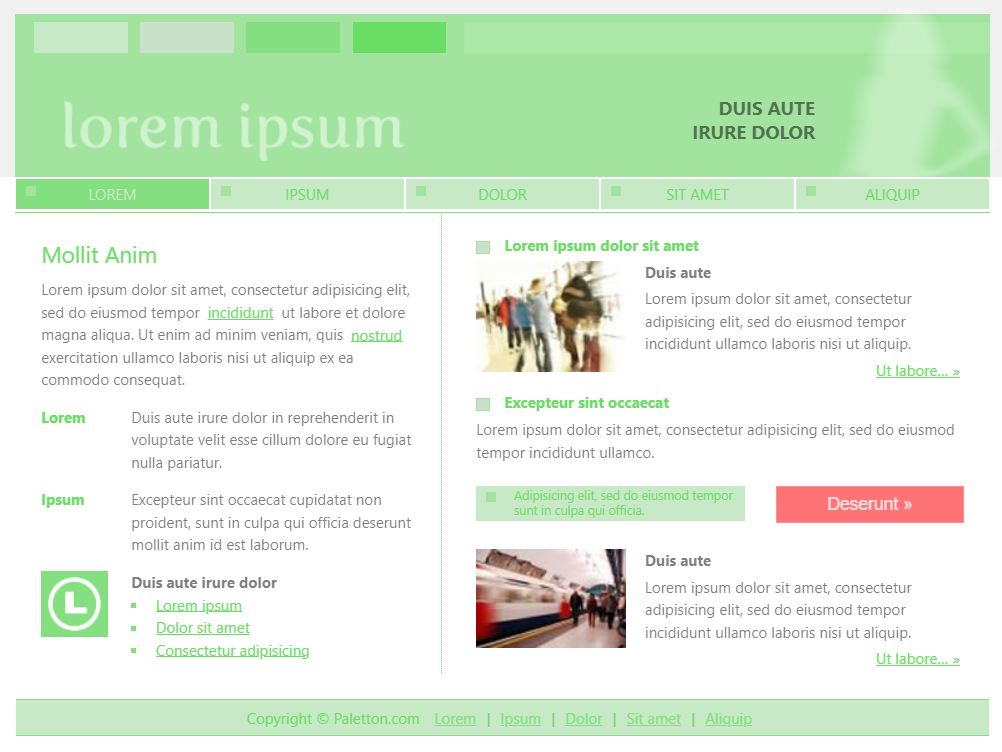 lorem ipsum
DUIS AUTE
IRURE DOLOR
LOREM
IPSUM
DOLOR
SIT AMET
ALIQUIP
Mollit Anim
Lorem ipsum dolor sit amet, consectetur adipisicing elit,
sed do eiusmod tempor incididunt ut labore et dolore
magna aliqua. Ut enim ad minim veniam, quis nostrud
exercitation ullamco laboris nisi ut aliquip ex ea
commodo consequat.
Lorem
Duis aute irure dolor in reprehenderit in
voluptate velit esse cillum dolore eu fugiat
nulla pariatur.
Ipsum
Excepteur sint occaecat cupidatat non
proident, sunt in culpa qui officia deserunt
mollit anim id est laborum.
L
Duis aute irure dolor
Lorem ipsum
Dolor sit amet
Consectetur adipisicing
Lorem ipsum dolor sit amet
Duis aute
Lorem ipsum dolor sit amet, consectetur
adipisicing elit, sed do eiusmod tempor
incididunt ullamco laboris nisi ut aliquip.
Ut labore... »
Excepteur sint occaecat
Lorem ipsum dolor sit amet, consectetur adipisicing elit, sed do eiusmod
tempor incididunt ullamco.
Adipisicing elit, sed do eiusmod tempor
sunt in culpa qui officia.
Deserunt »
Duis aute
Lorem ipsum dolor sit amet, consectetur
adipisicing elit, sed do eiusmod tempor
incididunt ullamco laboris nisi ut aliquip.
Ut labore... »
Copyright © Paletton.com Lorem | Ipsum | Dolor | Sit amet | Aliquip